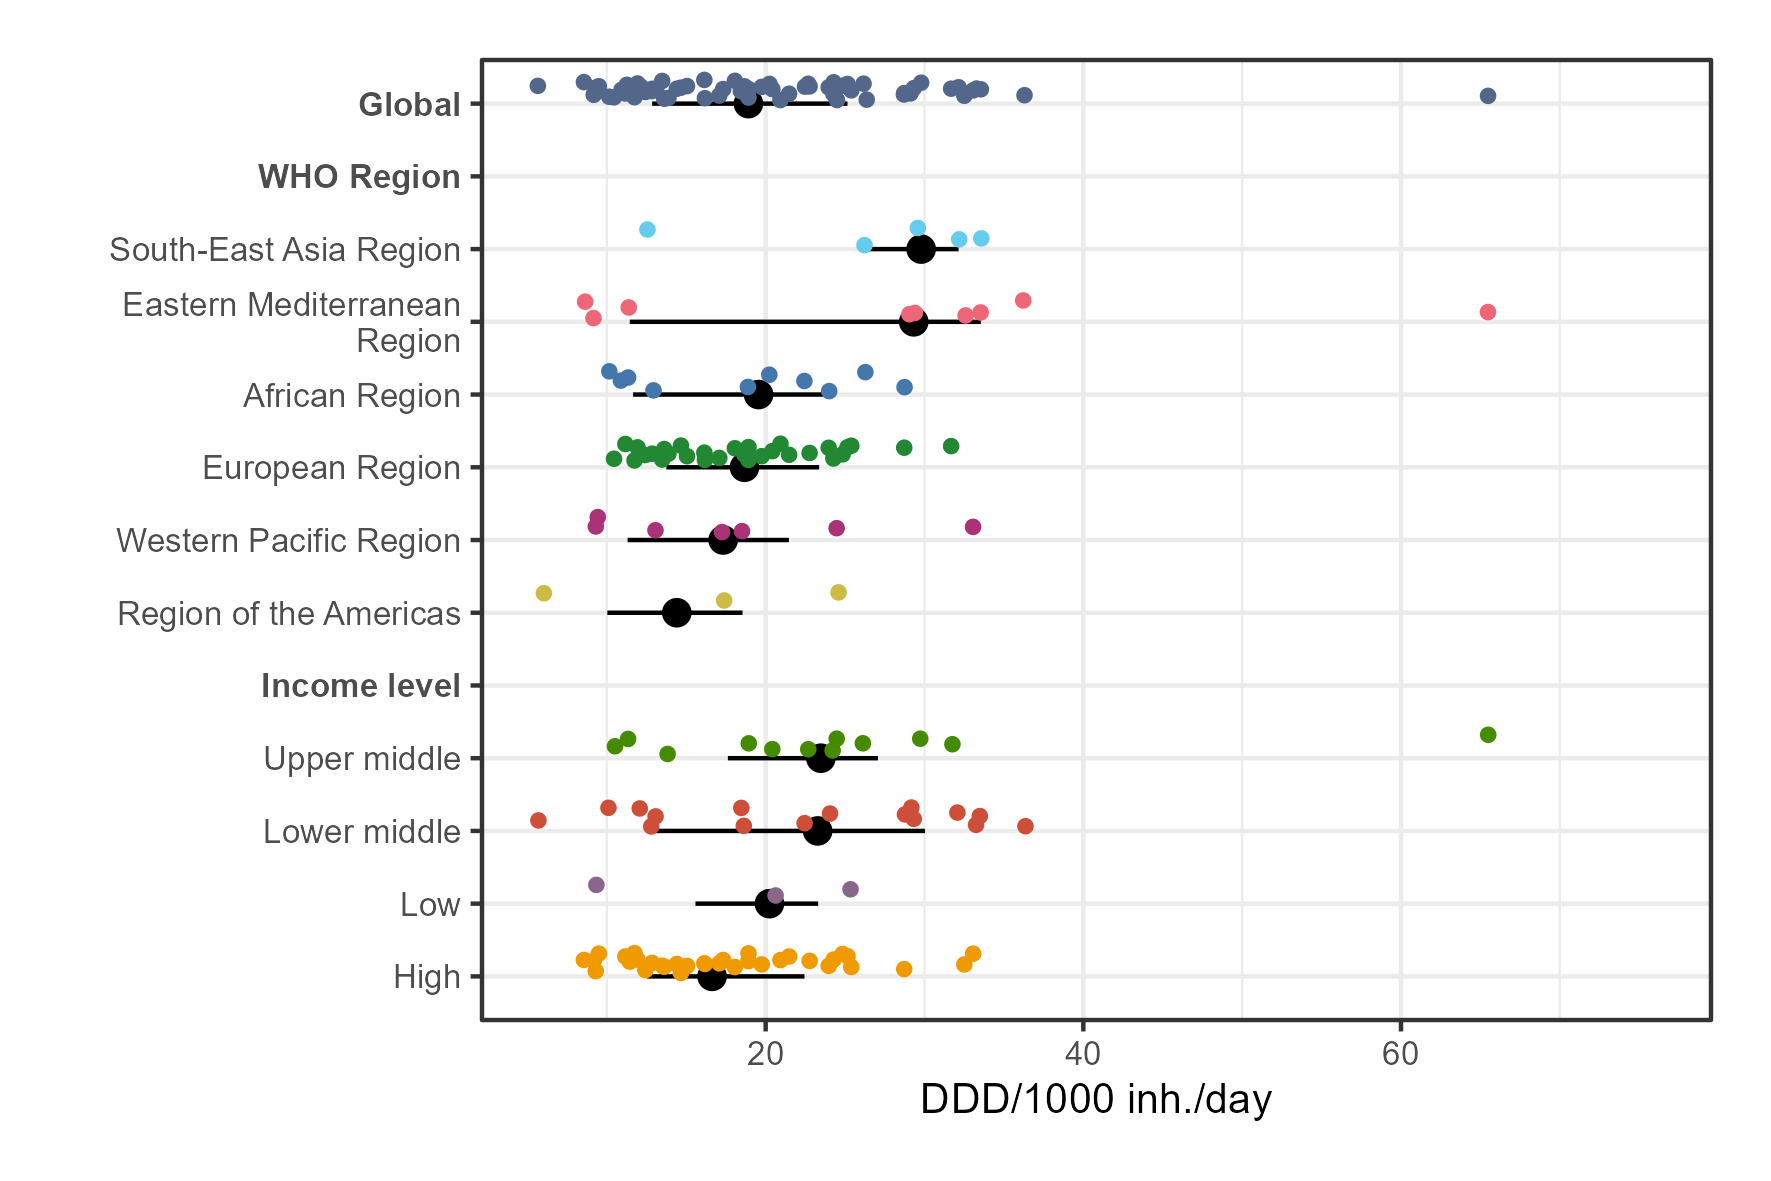 Global
WHO Region
South-East Asia Region
Eastern Mediterranean
Region
African Region
European Region
Western Pacific Region
Region of the Americas
Income level
Upper middle
Lower middle
Low
High
20 40 60
DDD/1000 inh./day